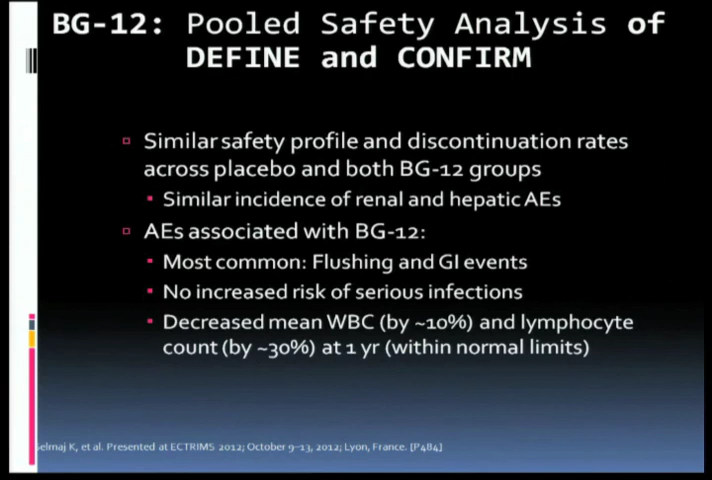 BG-12: Pooled Safety Analysis of
DEFINE and CONFIRM
Similar safety profile and discontinuation rates
across placebo and both BG-12 groups
Similar incidence of renal and hepatic AEs
AEs associated with BG-12:
Most common: Flushing and GI events
No increased risk of serious infections
Decreased mean WBC (by ~10%) and lymphocyte
count (by ~30%) at 1 yr (within normal limits)
elmaj K, et al. Presented at ECTRIMS 2012; October 9–13, 2012; Lyon, France. [P484]